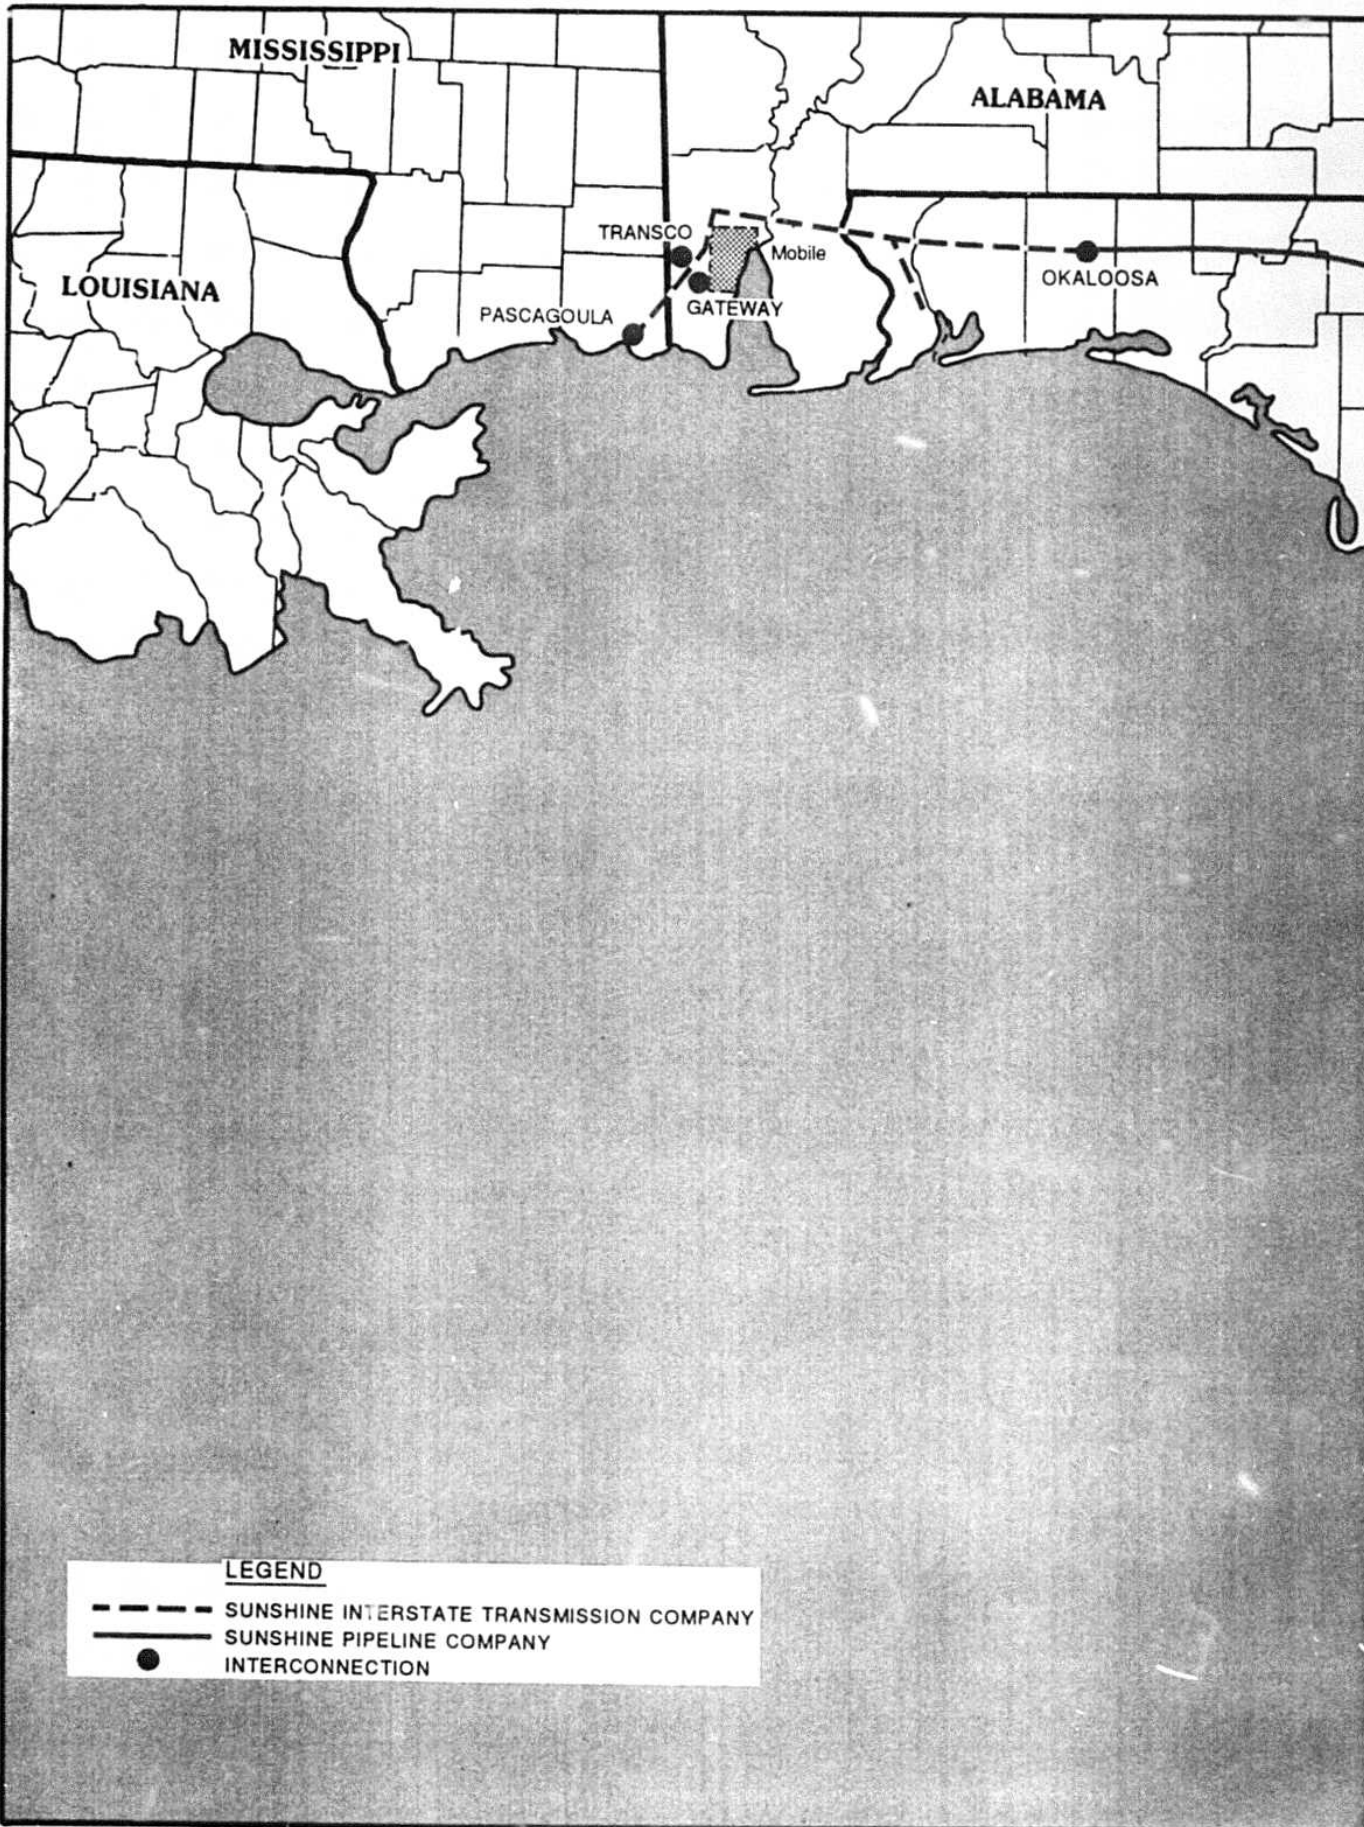 MISSISSIPPI
ALABAMA
TRANSCO
Mobile
LOUISIANA
OKALOOSA
PASCAGOULA
GATEWAY
LEGEND
SUNSHINE INTERSTATE TRANSMISSION COMPANY
SUNSHINE PIPELINE COMPANY
INTERCONNECTION